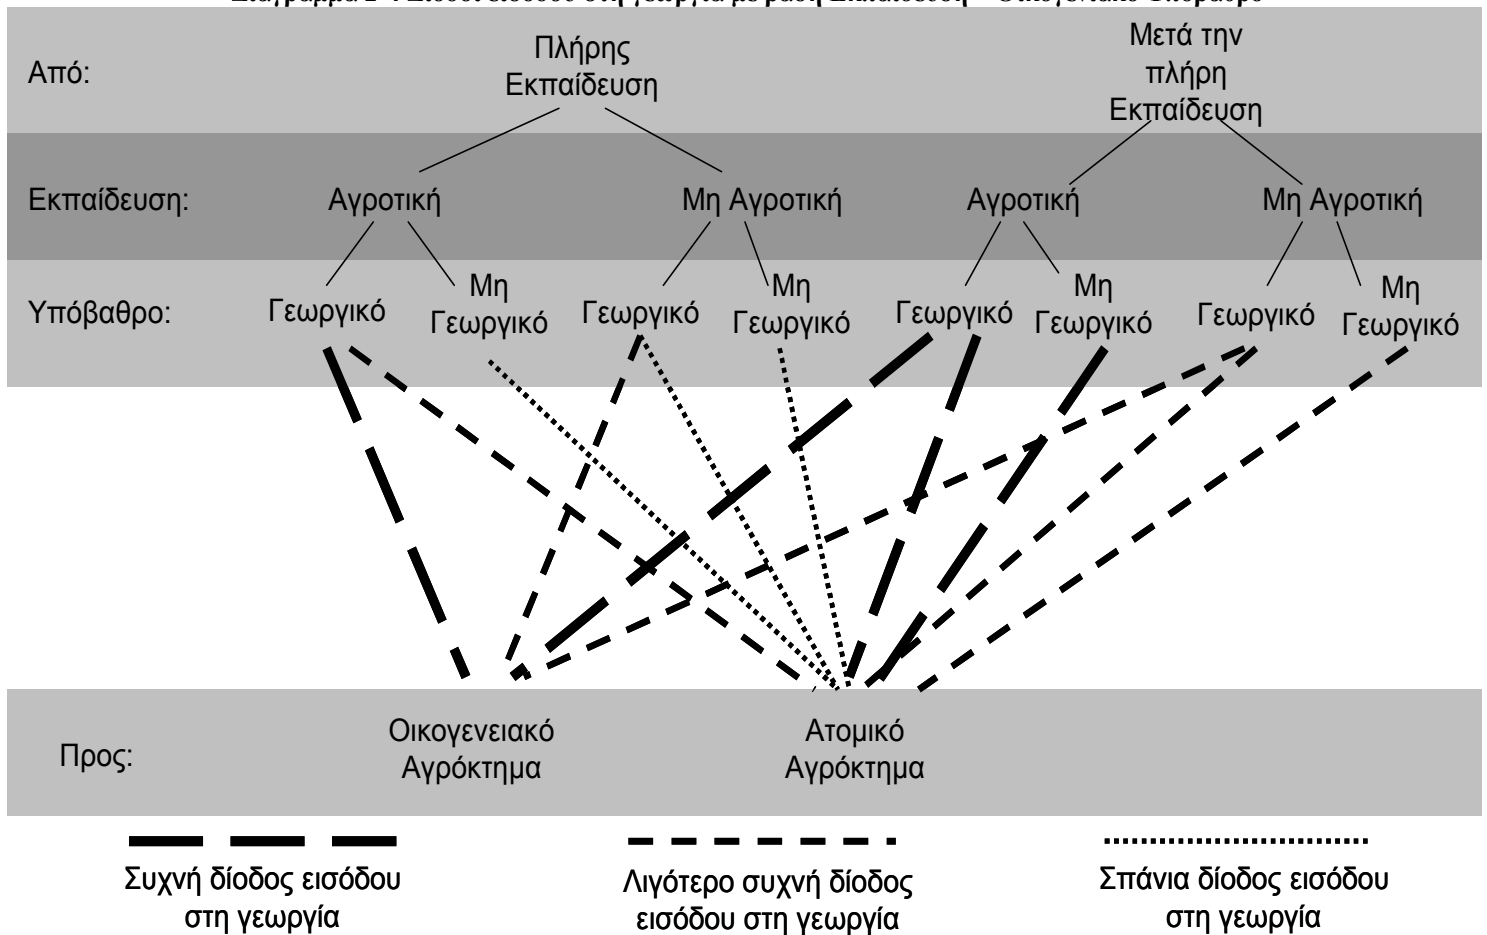 Από:
Πλήρης
Εκπαίδευση
Μετά την
πλήρη
Εκπαίδευση
Εκπαίδευση:
Αγροτική
Μη Αγροτική
Αγροτική
Μη Αγροτική
Υπόβαθρο:
Γεωργικό
Μη
Γεωργικό
Γεωργικό
Μη
Γεωργικό
Γεωργικό
Μη
Γεωργικό
Γεωργικό
Μη
Γεωργικό
Προς:
Οικογενειακό
Αγρόκτημα
Ατομικό
Αγρόκτημα
Συχνή δίοδος εισόδου
στη γεωργία
Λιγότερο συχνή δίοδος
εισόδου στη γεωργία
Σπάνια δίοδος εισόδου
στη γεωργία